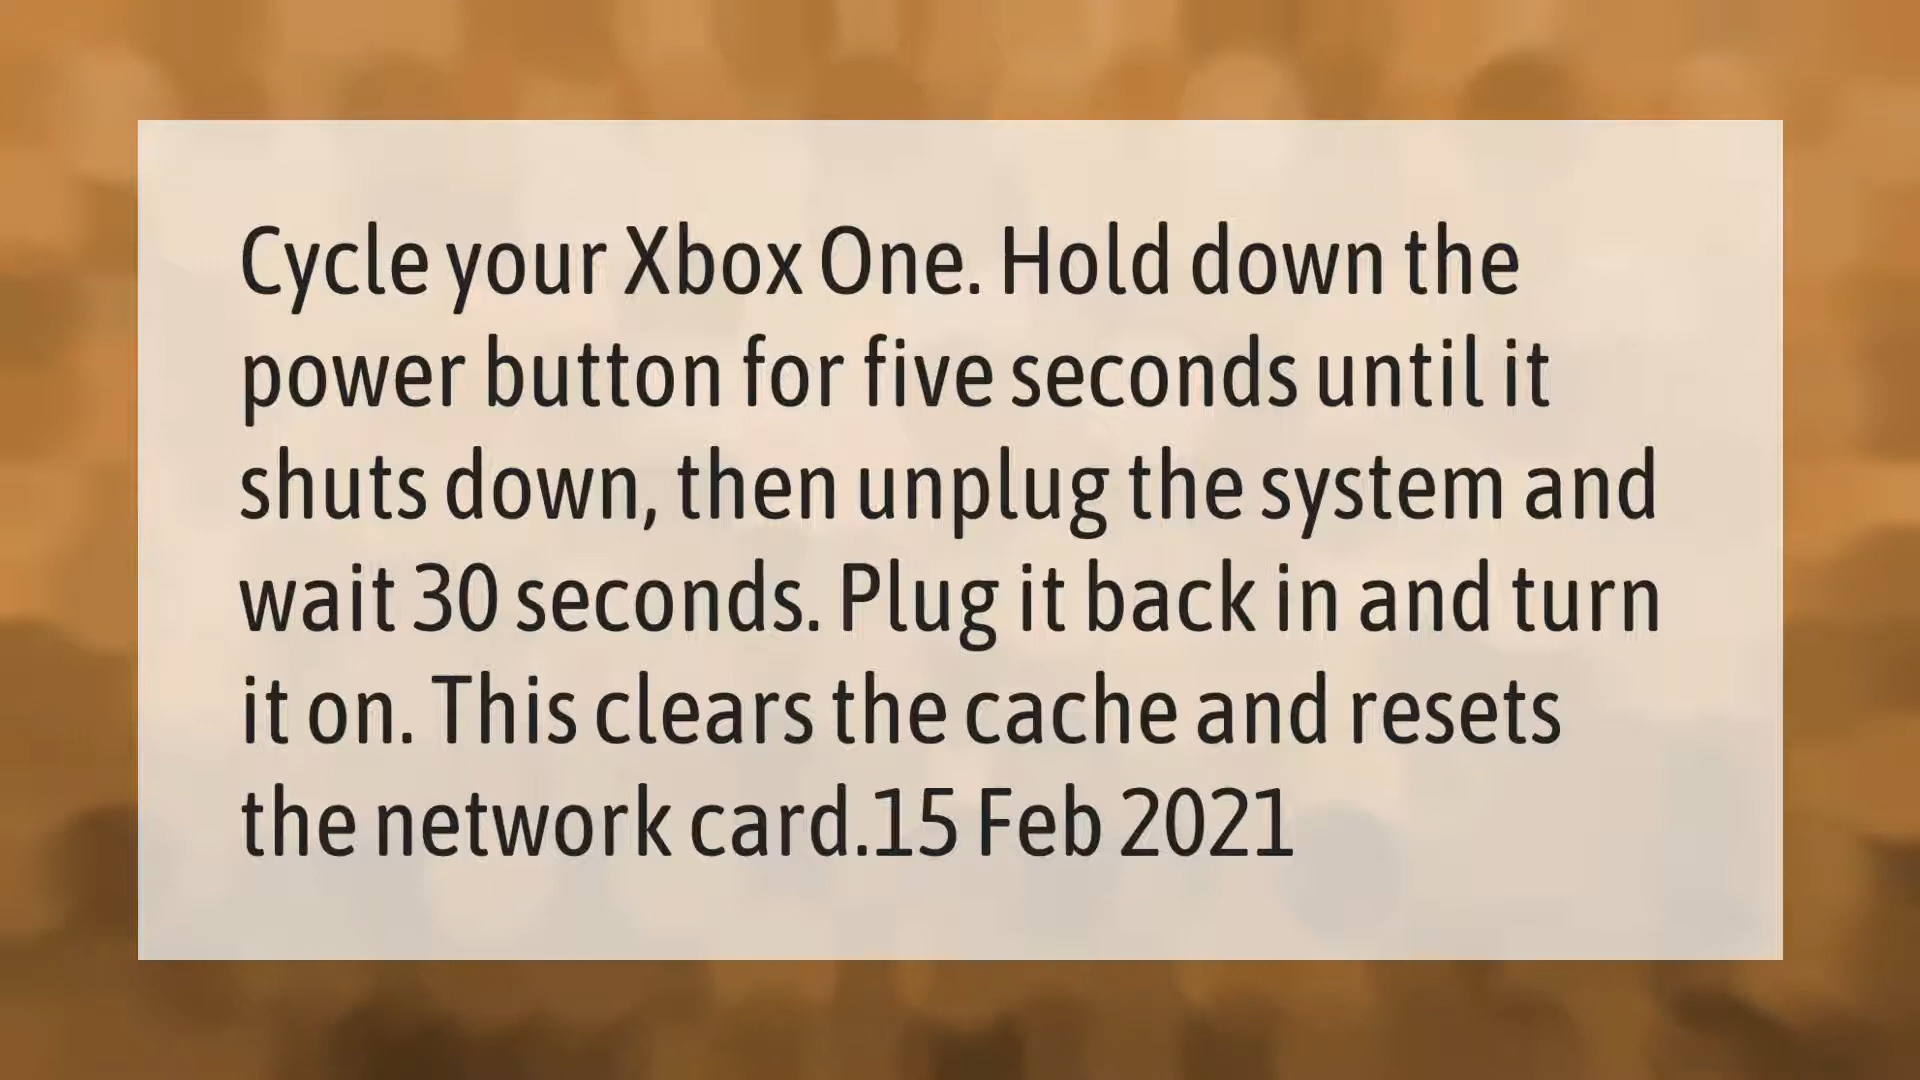 Cycle your Xbox One. Hold down the
power button for five seconds until it
shuts down, then unplug the system and
wait 30 seconds. Plug it back in and turn
it on. This clears the cache and resets
the network card.15 Feb 2021